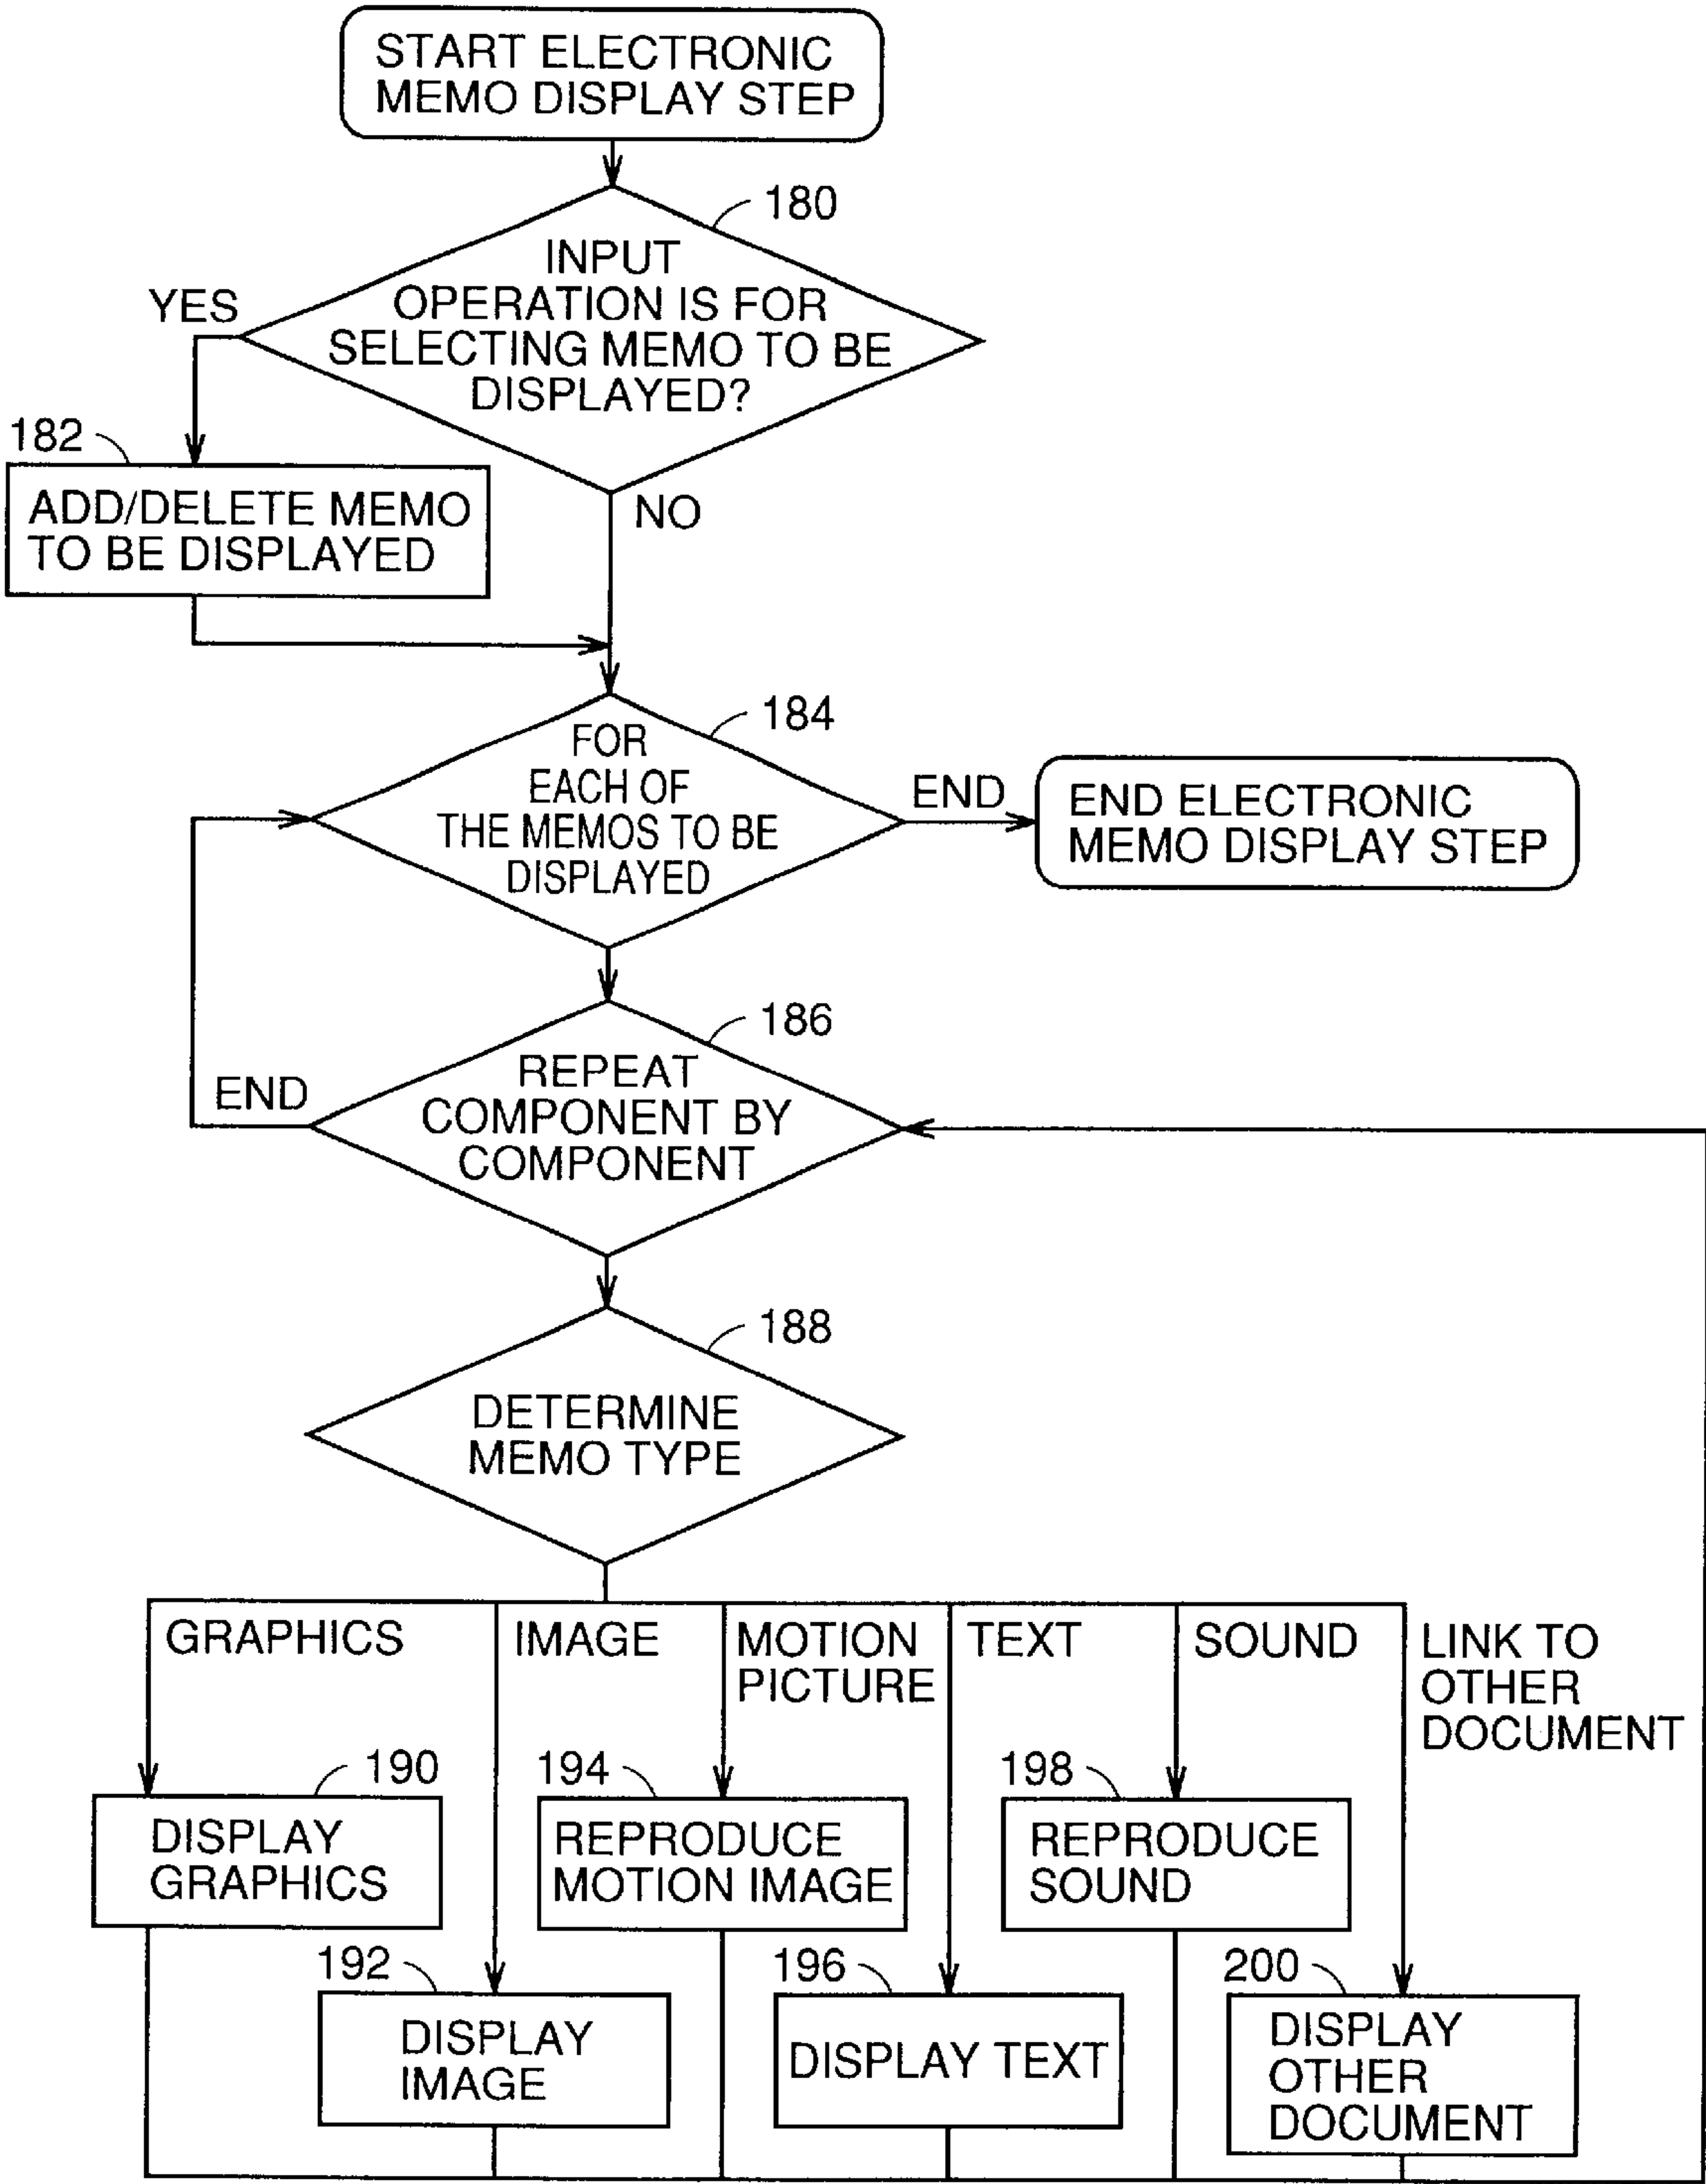 START ELECTRONIC
MEMO DISPLAY STEP
180
INPUT
OPERATION IS FOR
SELECTING MEMO TO BE
DISPLAYED?
YES
182
ADD/DELETE MEMO
TO BE DISPLAYED
NO
184
FOR
EACH OF
THE MEMOS TO BE
DISPLAYED
END
END ELECTRONIC
MEMO DISPLAY STEP
186
REPEAT
COMPONENT BY
COMPONENT
END
188
DETERMINE
MEMO TYPE
GRAPHICS
IMAGE
MOTION
PICTURE
TEXT
SOUND
LINK TO
OTHER
DOCUMENT
190
DISPLAY
GRAPHICS
194
REPRODUCE
MOTION IMAGE
198
REPRODUCE
SOUND
192
DISPLAY
IMAGE
196
DISPLAY TEXT
200
DISPLAY
OTHER
DOCUMENT